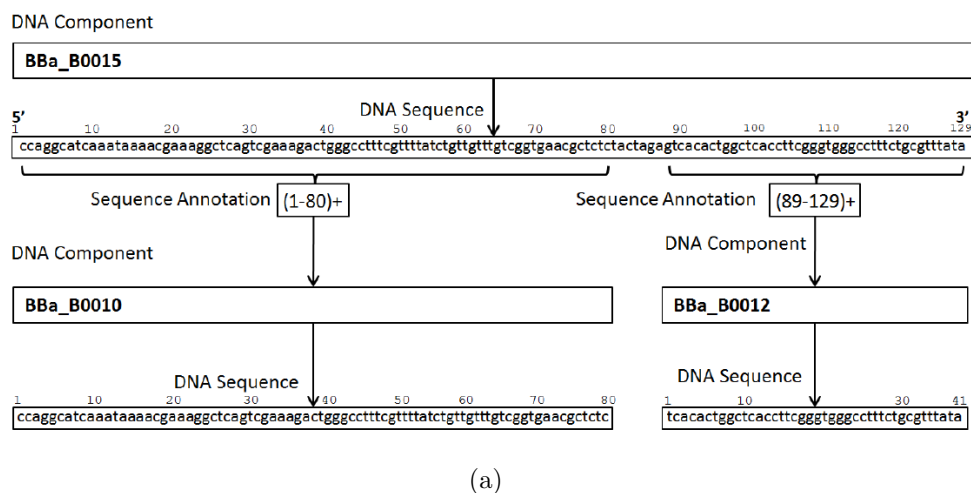 DNA Component
BBa_B0015
DNA Sequence
5’ 3’
1 10 20 30 40 50 60 70 80 90 100 110 120 129
ccaggcatcaaataaaacgaaaggctcagtcgaaagactgggcctttcgttttatctgttgtttgtcggtgaacgctctctactagagtcacactggctcaccttcgggtgggcctttctgcgtttata
Sequence Annotation (1-80)+ Sequence Annotation (89-129)+
DNA Component DNA Component
BBa_B0010 BBa_B0012
DNA Sequence DNA Sequence
1 10 20 30 40 50 60 70 80 1 10 30 41
ccaggcatcaaataaaacgaaaggctcagtcgaaagactgggcctttcgttttatctgttgtttgtcggtgaacgctctc tcacactggctcaccttcgggtgggcctttctgcgtttata
(a)